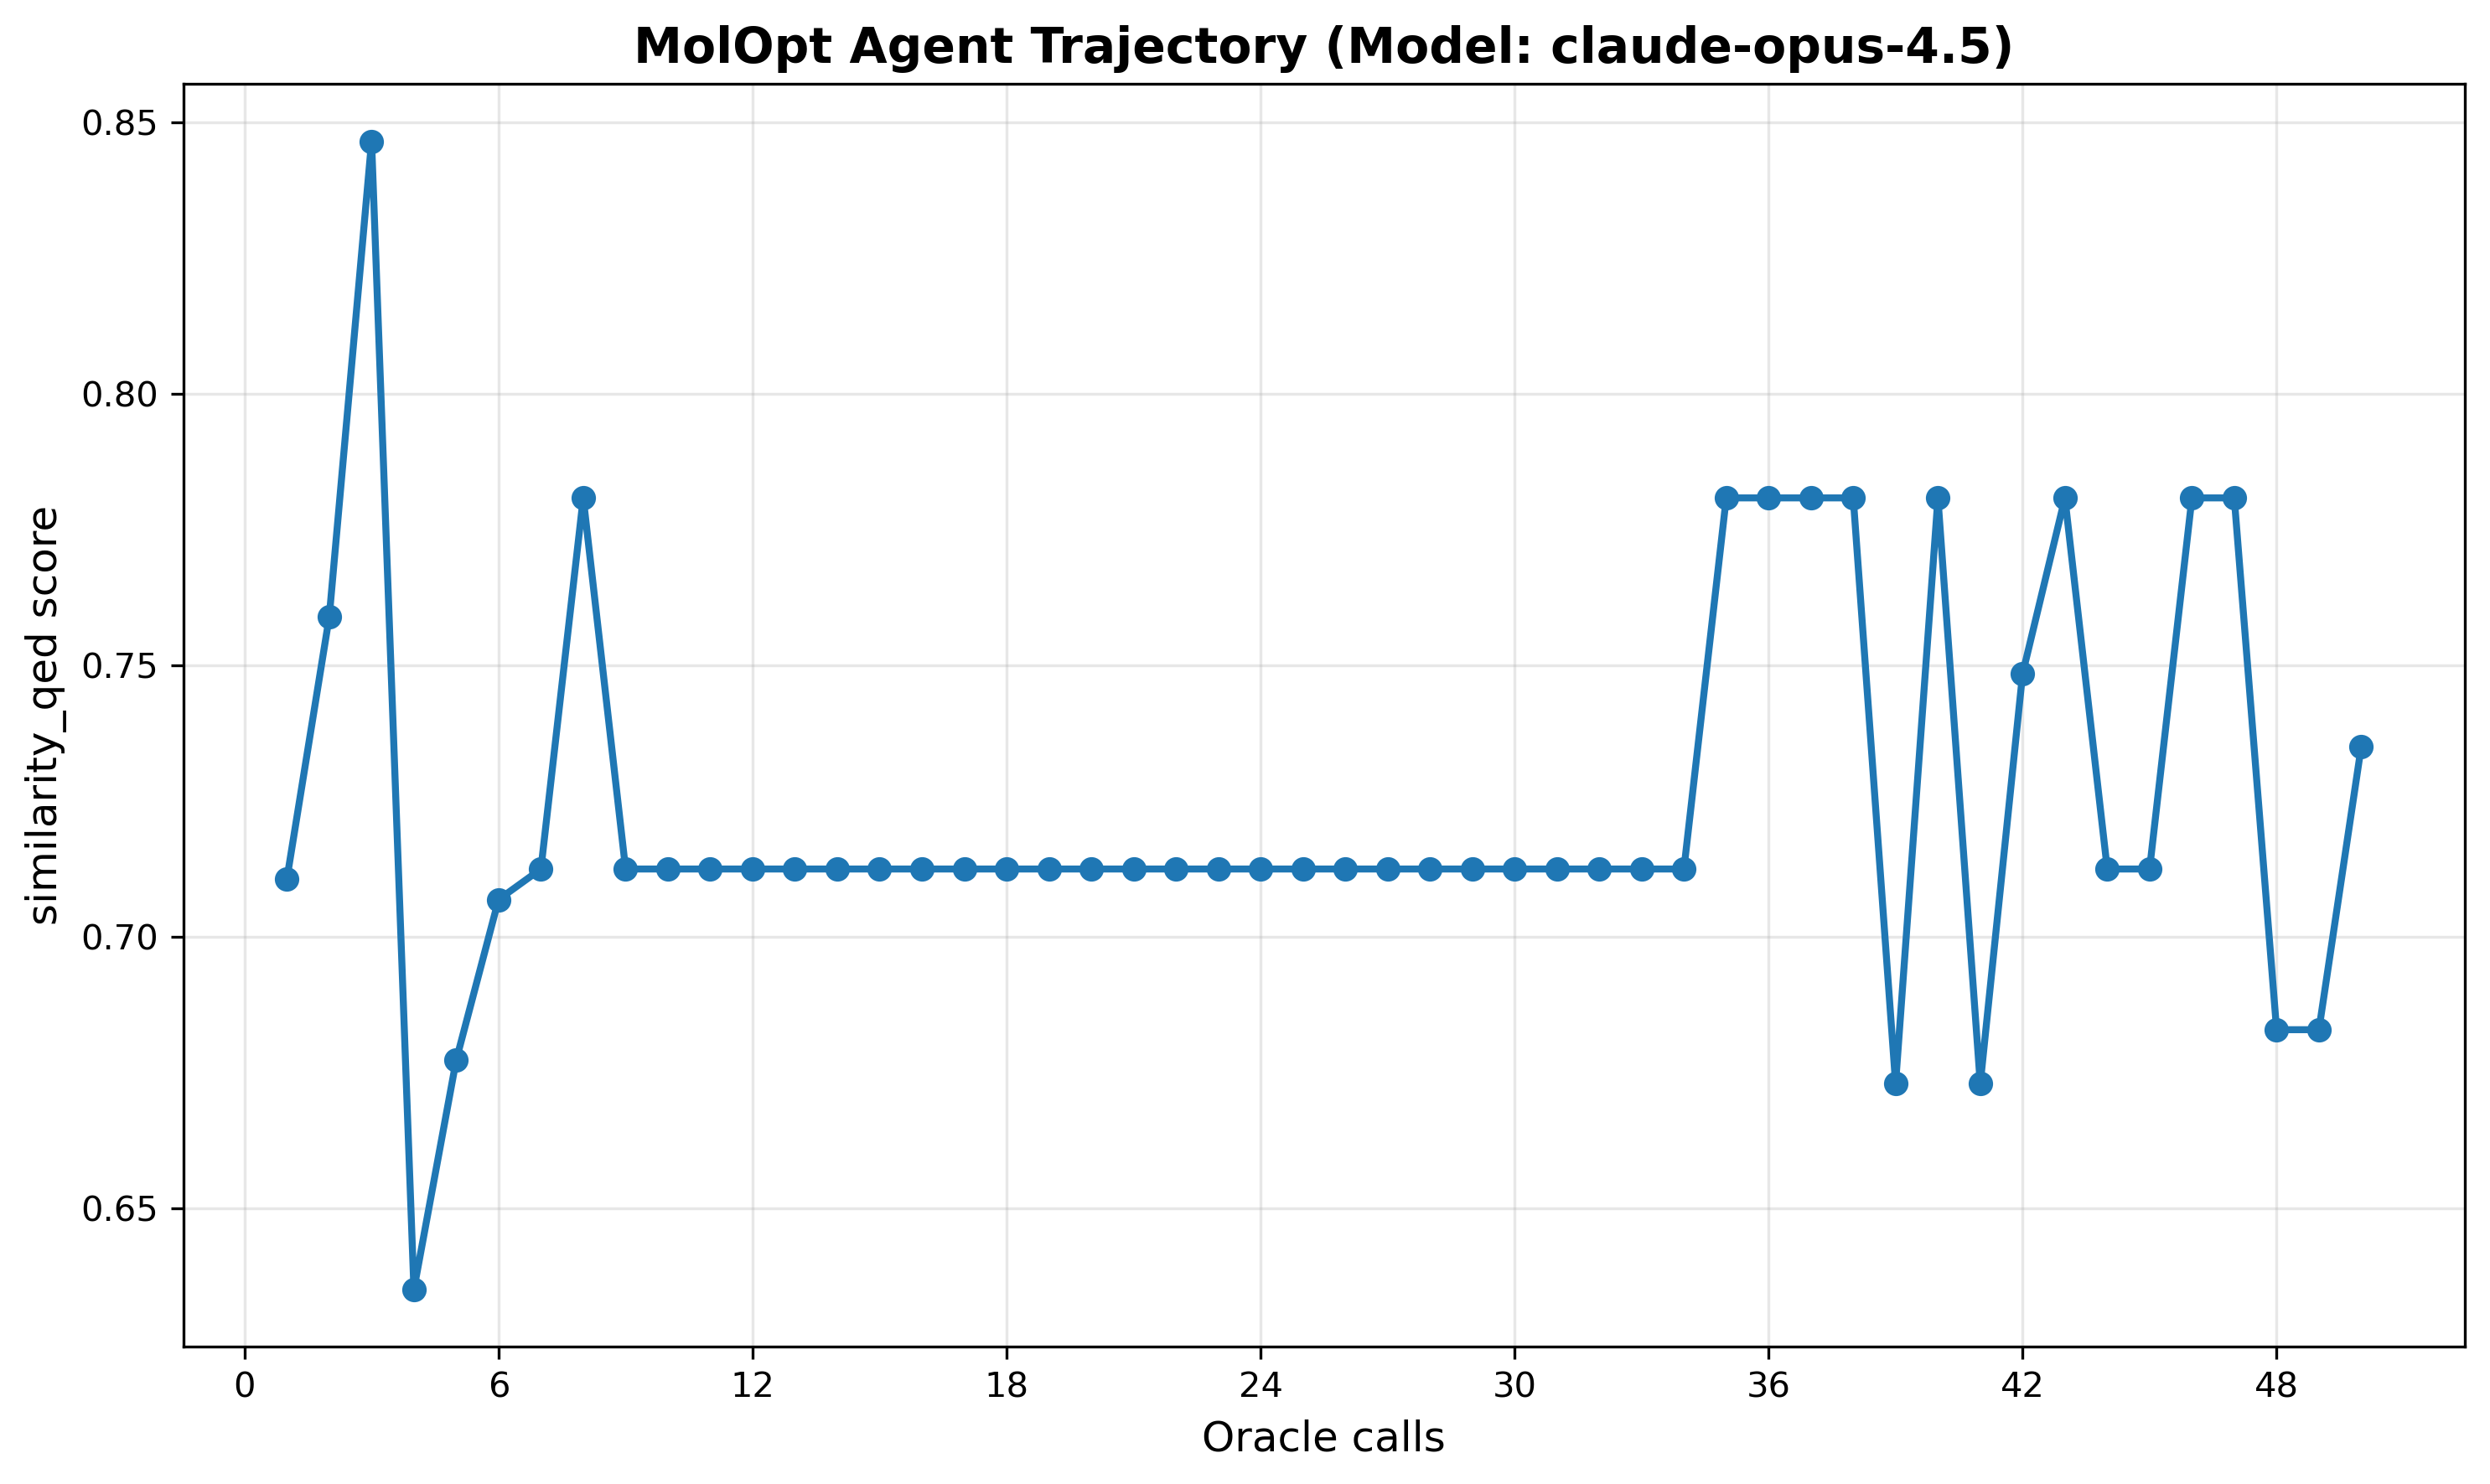 MolOpt Agent Trajectory (Model: claude-opus-4.5)
similarity_qed score
0.85
0.80
0.75
0.70
0.65
0 6 12 18 24 30 36 42 48
Oracle calls